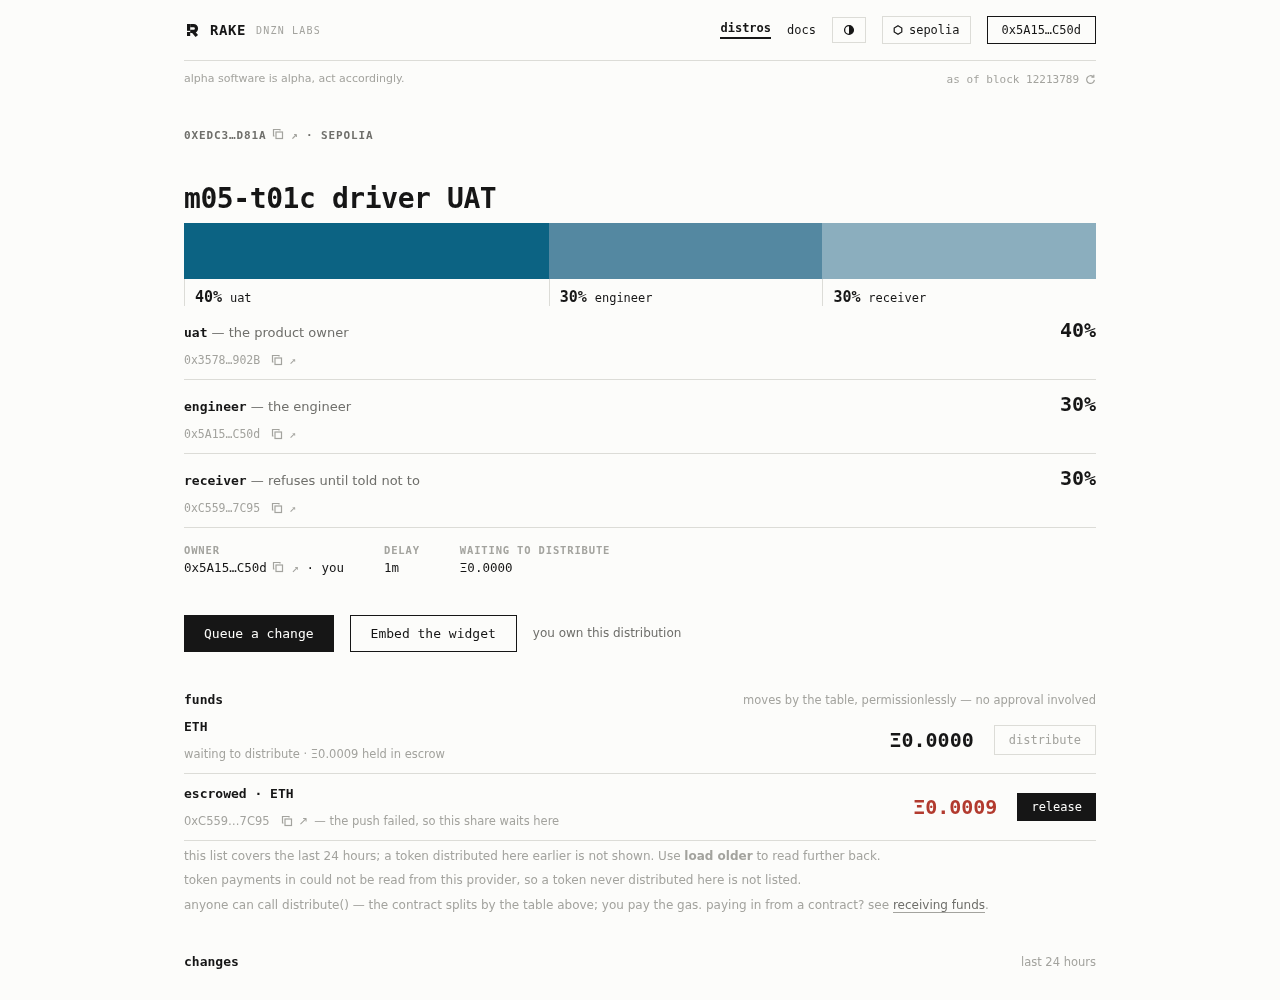 RAKE DNZN LABS distros docs sepolia 0x5A15…C50d
alpha software is alpha, act accordingly. as of block 12213789
0XEDC3…D81A ↗ · SEPOLIA
m05-t01c driver UAT
40% uat 30% engineer 30% receiver
uat — the product owner 40%
0x3578…902B ↗
engineer — the engineer 30%
0x5A15…C50d ↗
receiver — refuses until told not to 30%
0xC559…7C95 ↗
OWNER DELAY WAITING TO DISTRIBUTE
0x5A15…C50d ↗ · you 1m Ξ0.0000
Queue a change Embed the widget you own this distribution
funds moves by the table, permissionlessly — no approval involved
ETH Ξ0.0000 distribute
waiting to distribute · Ξ0.0009 held in escrow
escrowed · ETH Ξ0.0009 release
0xC559…7C95 ↗ — the push failed, so this share waits here
this list covers the last 24 hours; a token distributed here earlier is not shown. Use load older to read further back.
token payments in could not be read from this provider, so a token never distributed here is not listed.
anyone can call distribute() — the contract splits by the table above; you pay the gas. paying in from a contract? see receiving funds.
changes last 24 hours